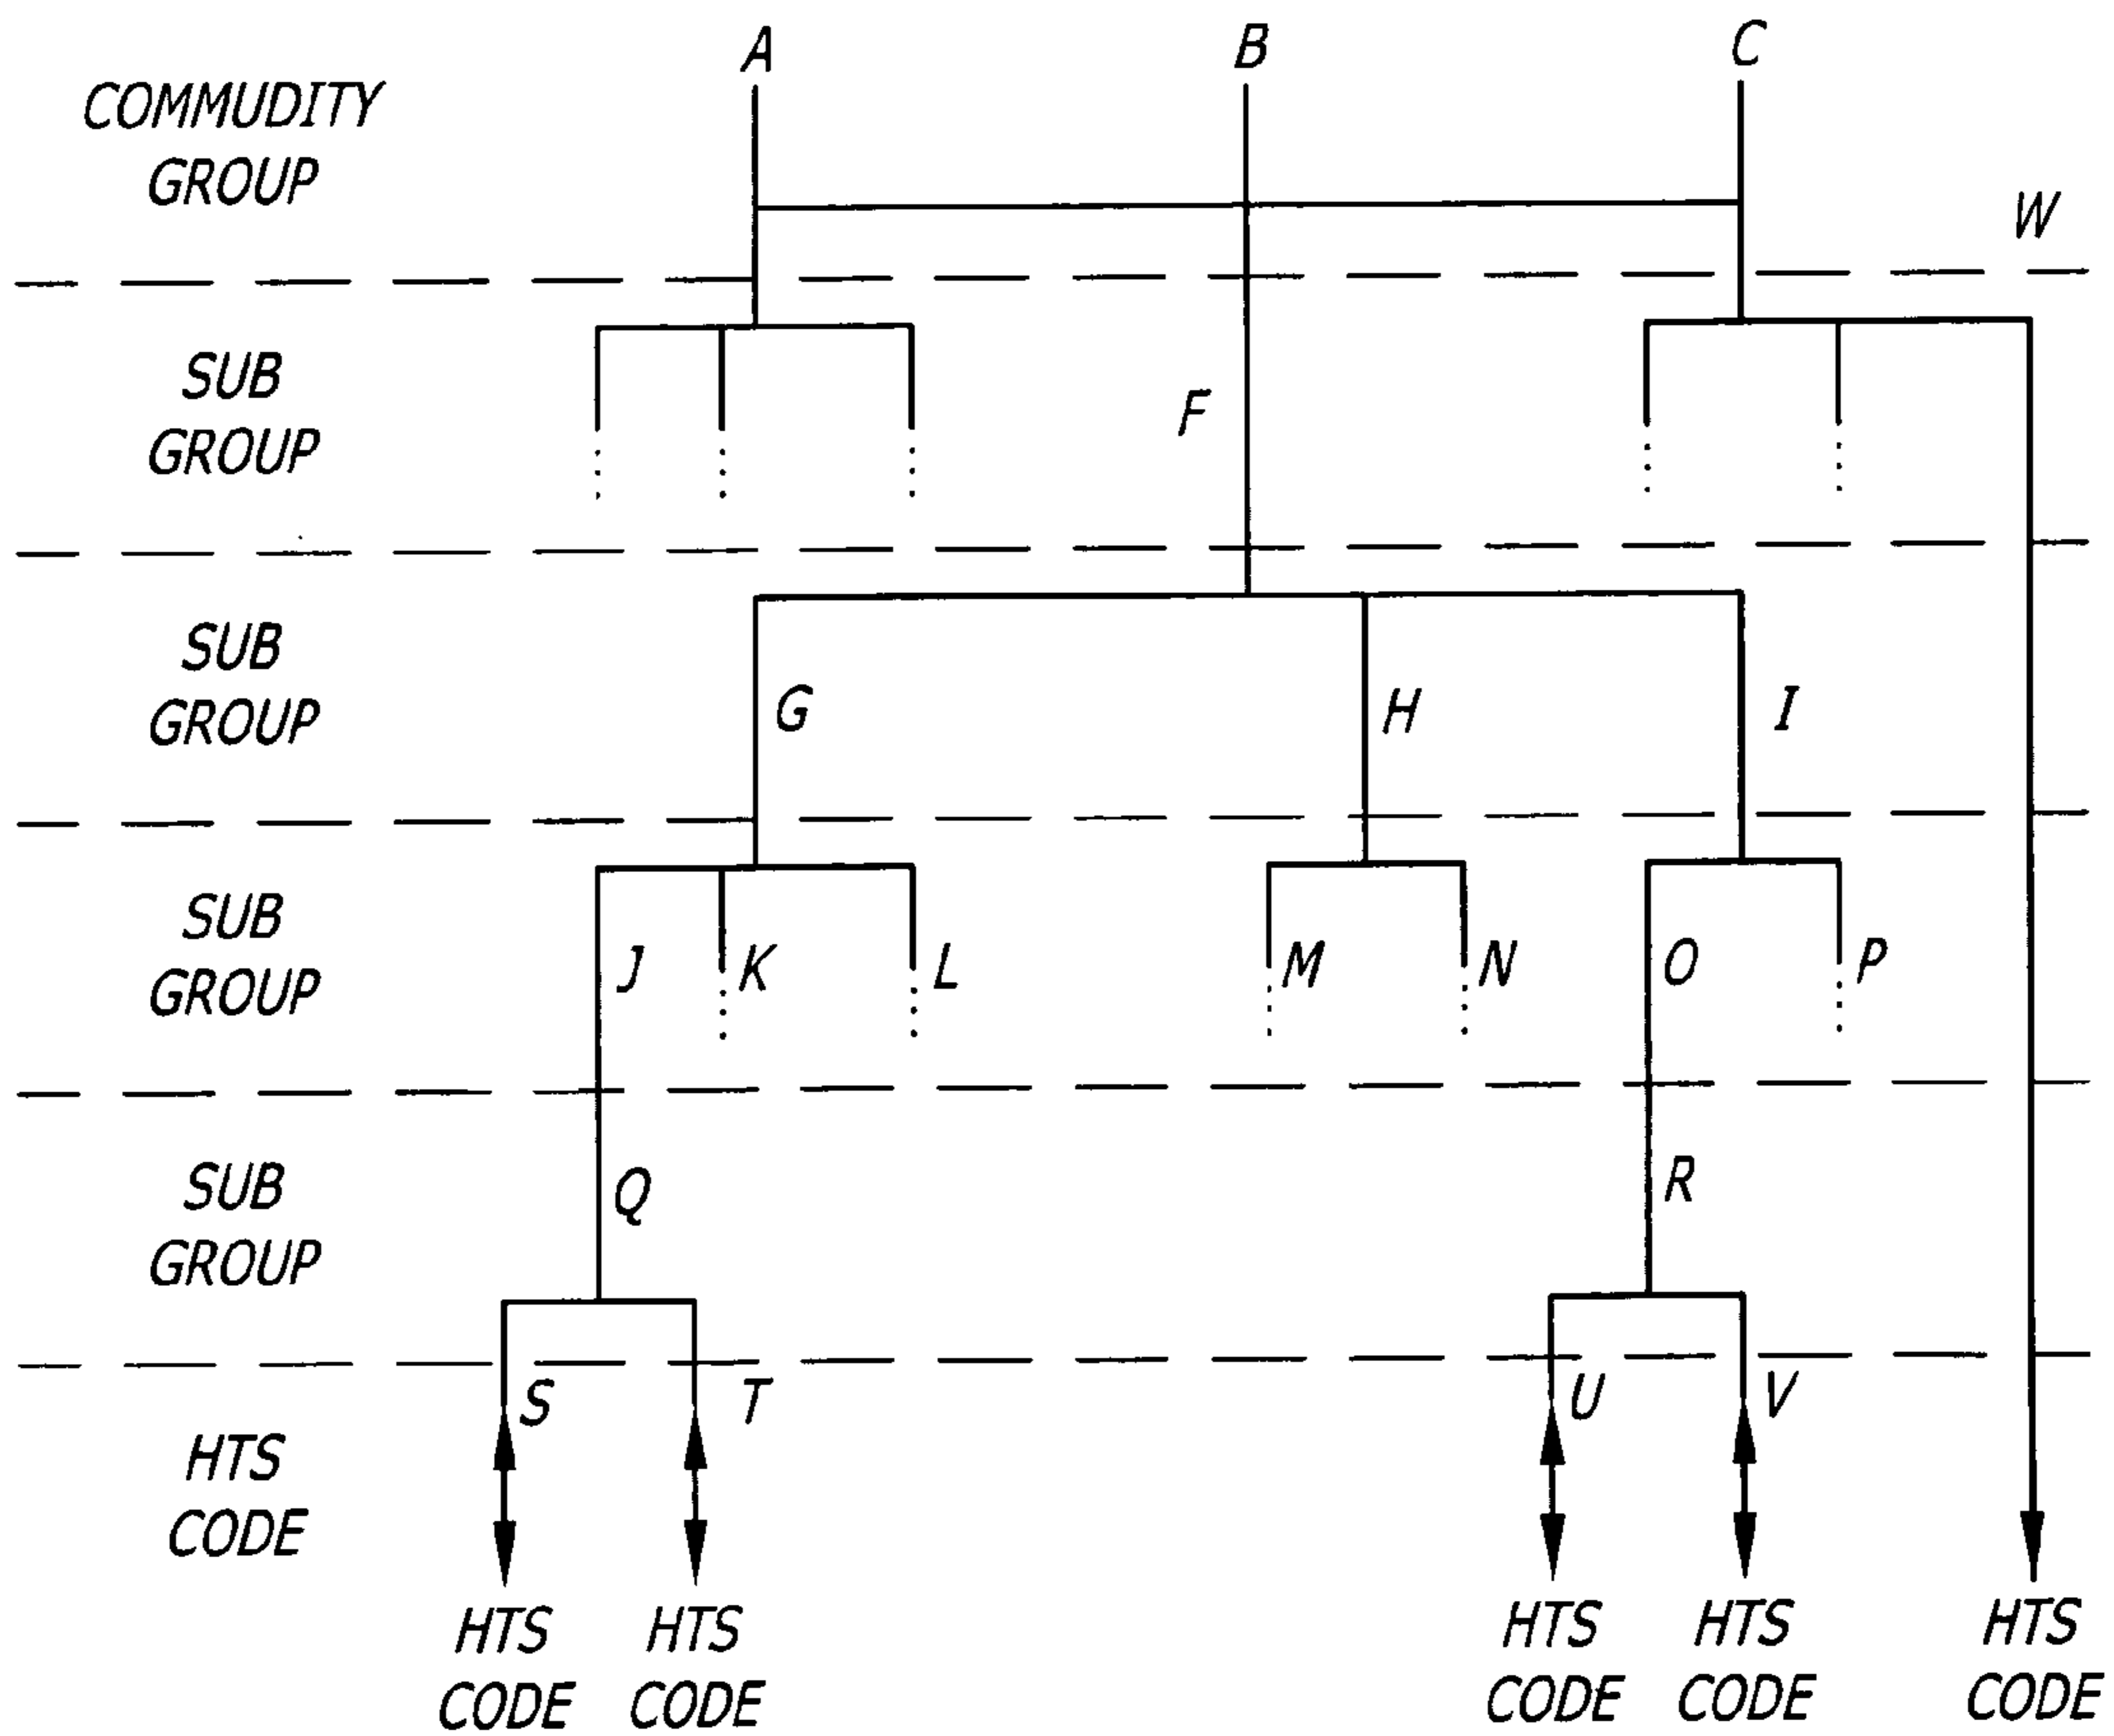 A
B
C
COMMUDITY
GROUP
W
SUB
GROUP
F
SUB
GROUP
G
H
I
SUB
GROUP
J
K
L
M
N
O
P
SUB
GROUP
Q
R
S
T
U
V
HTS
CODE
HTS
CODE
HTS
CODE
HTS
CODE
HTS
CODE
HTS
CODE